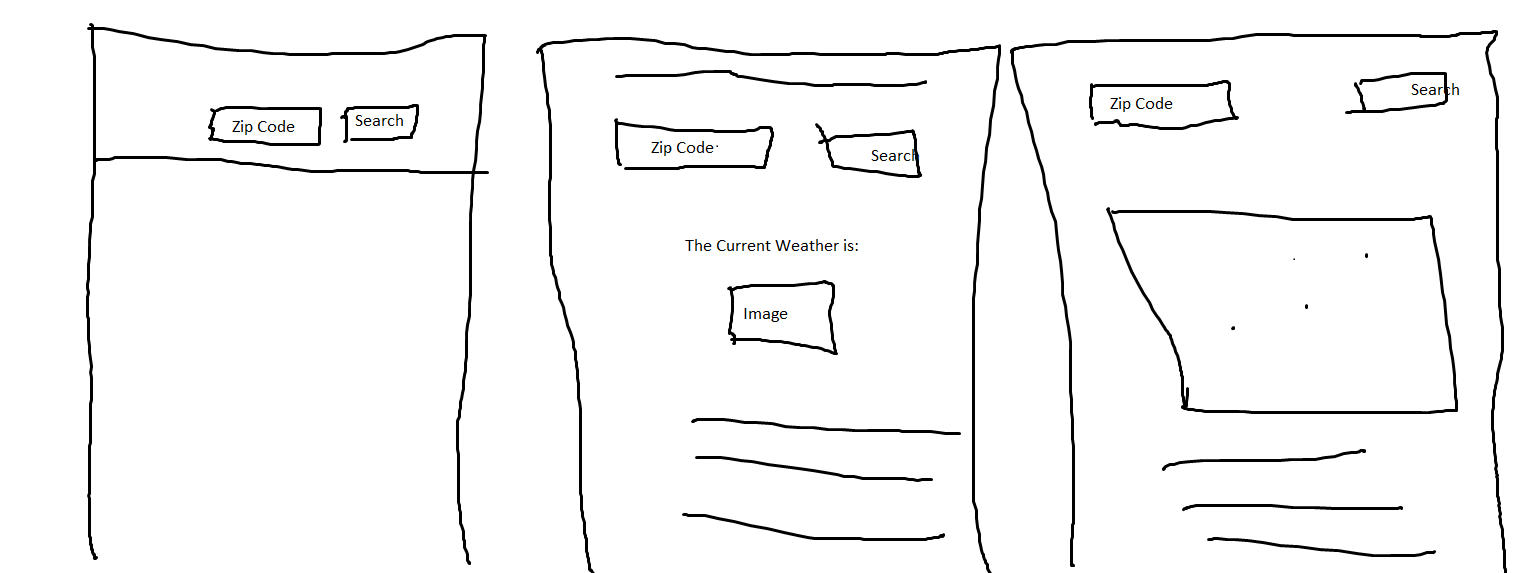 Zip Code
Search
Zip Code
Search
The Current Weather is:
Image
Zip Code
Search